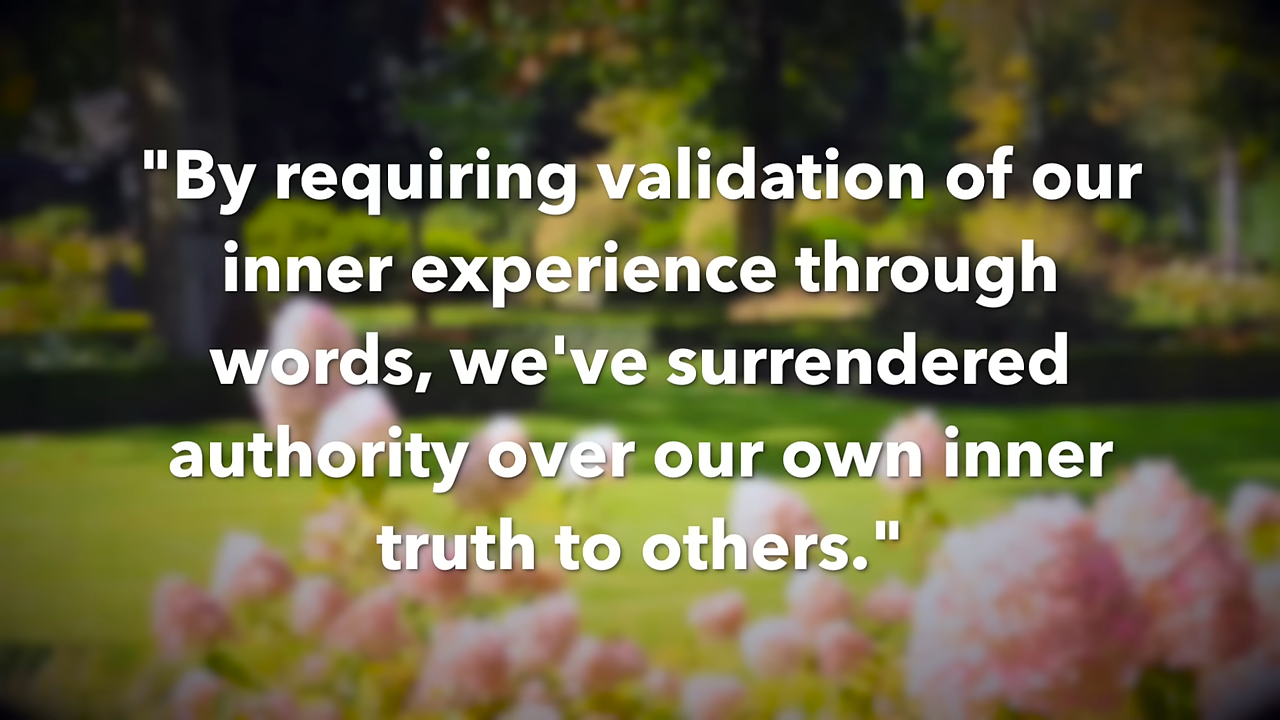 "By requiring validation of our
inner experience through
words, we've surrendered
authority over our own inner
truth to others."